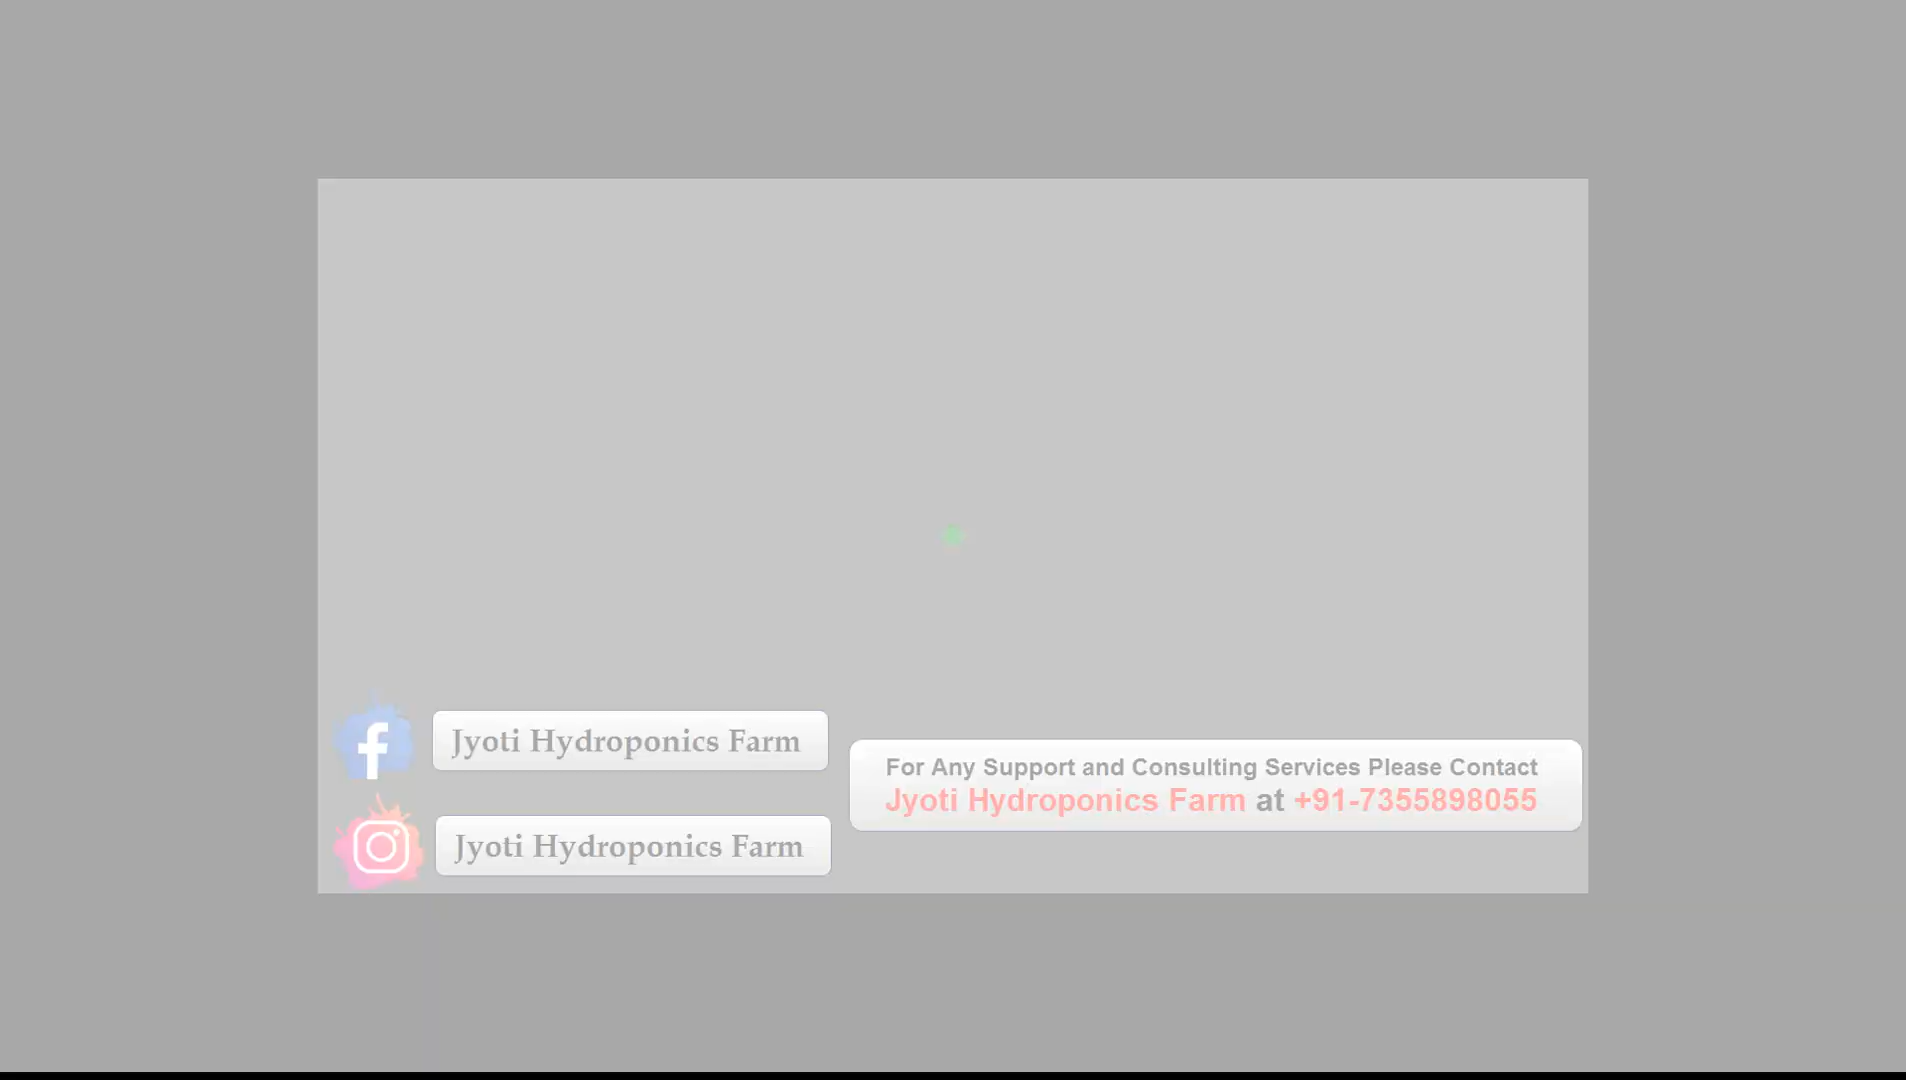 Jyoti Hydroponics Farm
Jyoti Hydroponics Farm
For Any Support and Consulting Services Please Contact
Jyoti Hydroponics Farm at +91-7355898055